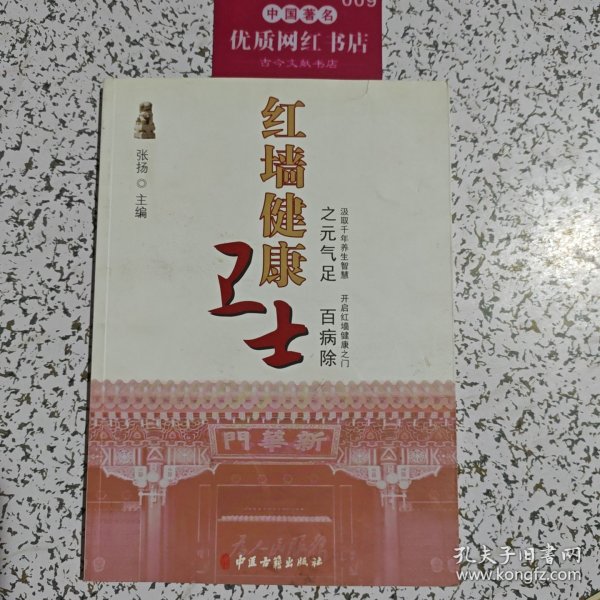 009
中国著名
优质网红书店
古今文献书店
红墙健康
卫士
之元气足 百病除
汲取千年养生智慧 开启红墙健康之门
张扬◎主编
新華門
中医古籍出版社
孔夫子旧书网
www.kongfz.com